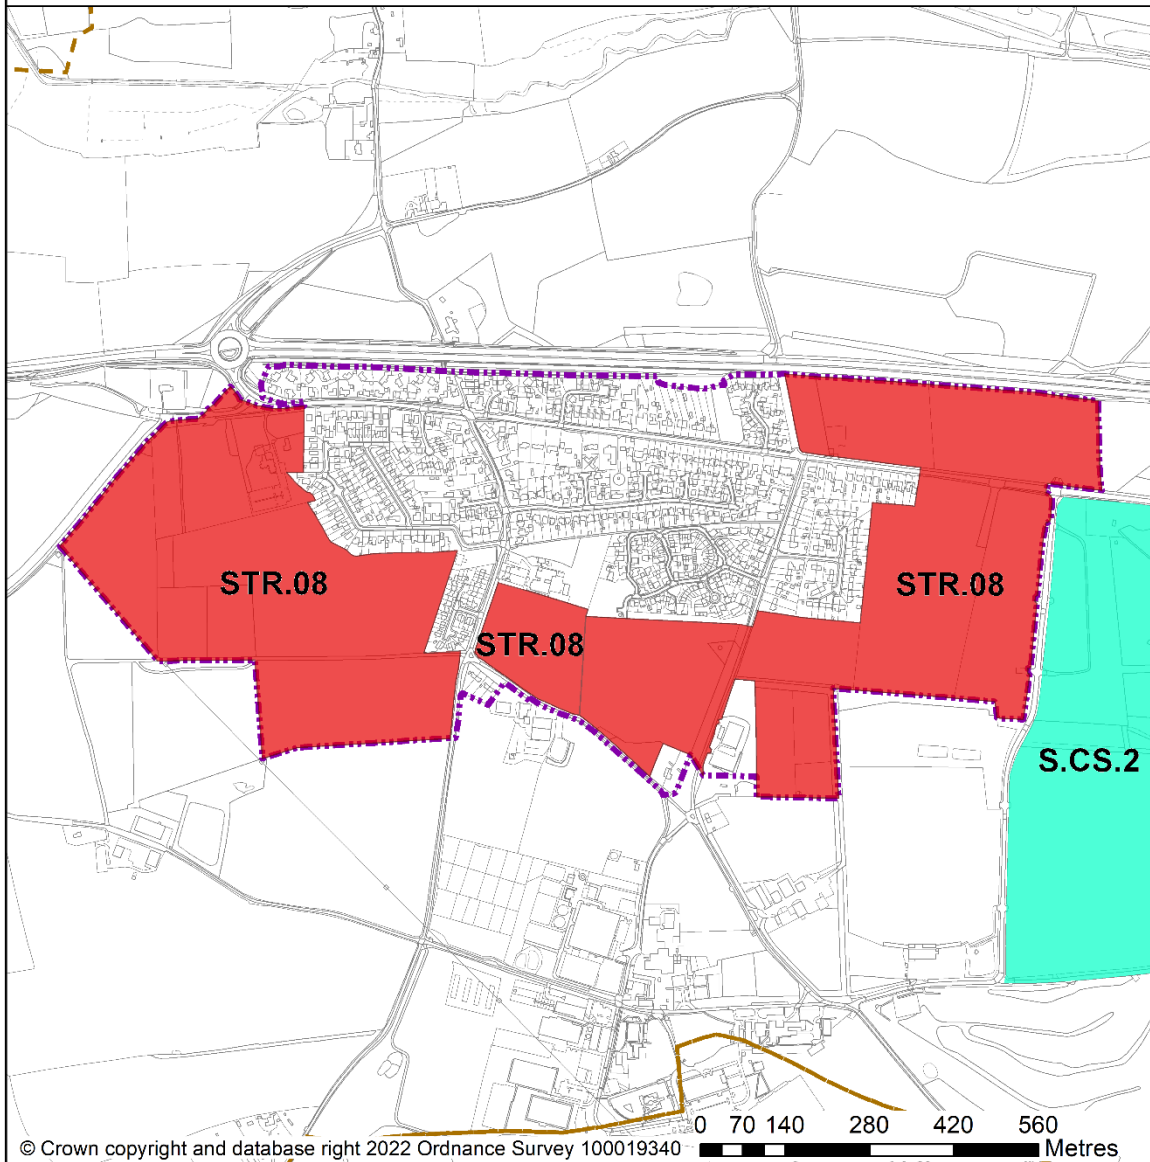 STR.08
STR.08
STR.08
S.CS.2
0 70 140 280 420 560
Metres
© Crown copyright and database right 2022 Ordnance Survey 100019340